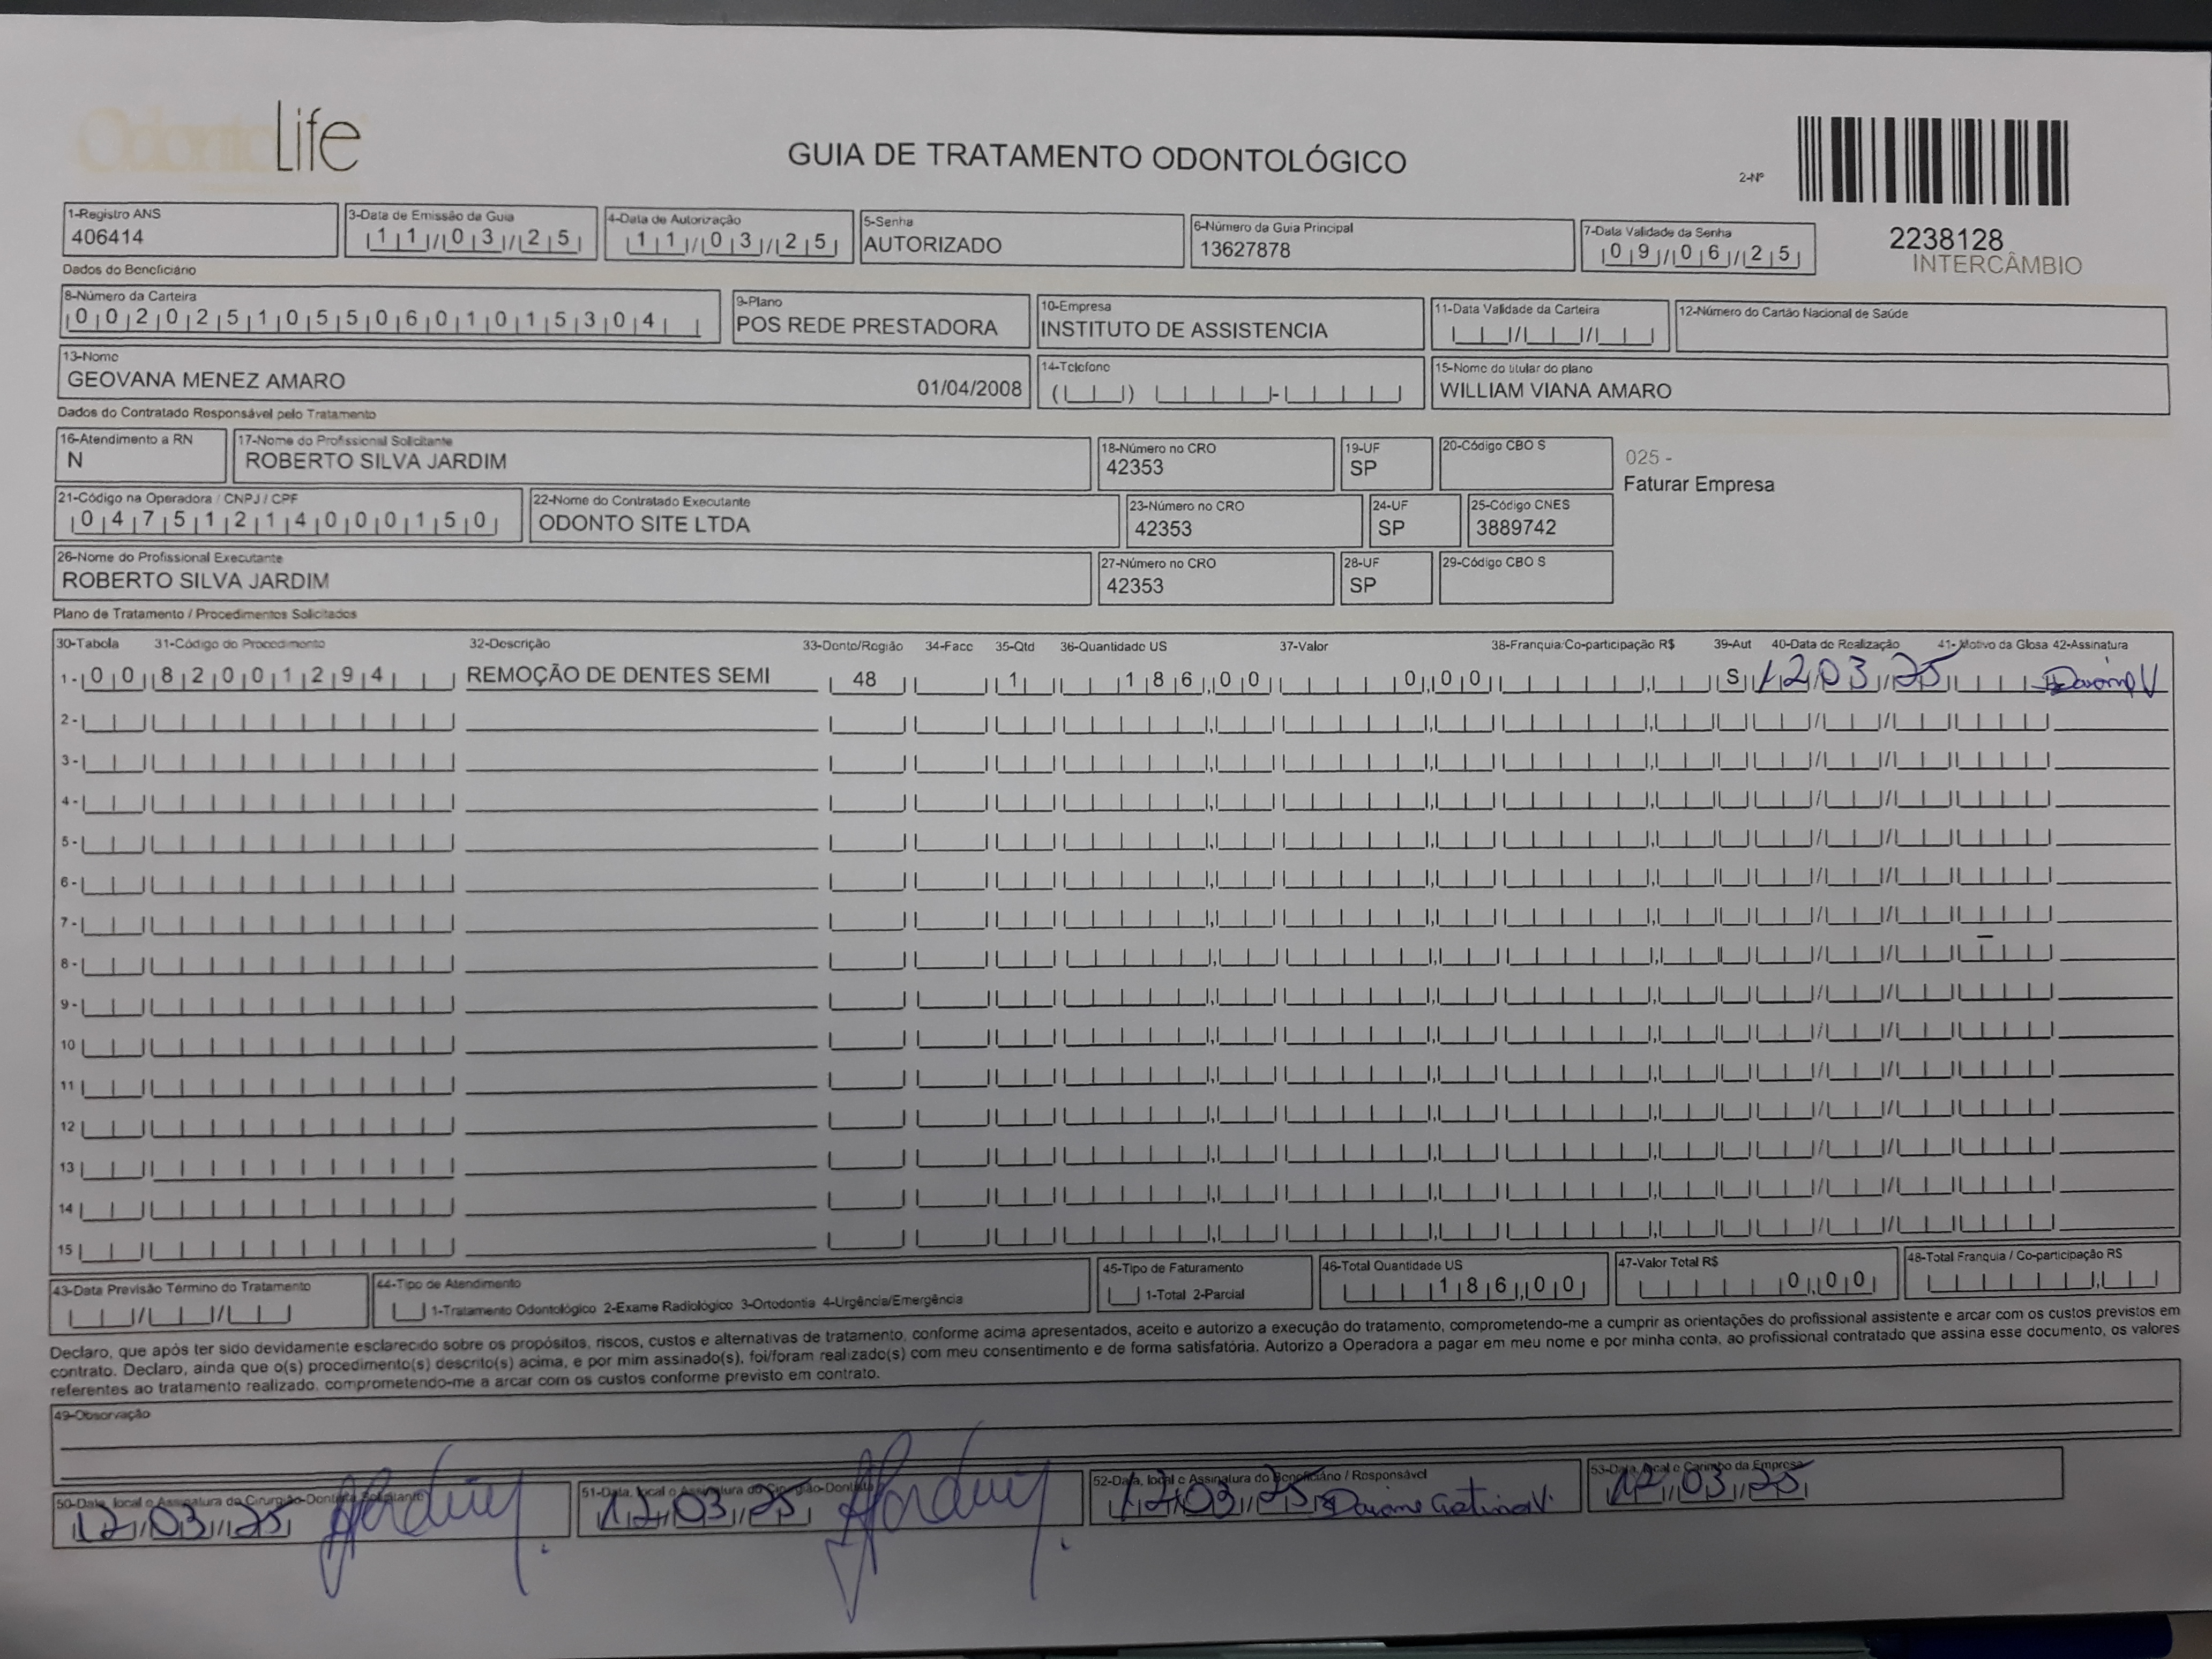 OdontoLife
GUIA DE TRATAMENTO ODONTOLÓGICO
2-Nº
2238128
INTERCÂMBIO
1-Registro ANS
406414
3-Data de Emissão da Guia
11/03/25
4-Data de Autorização
11/03/25
5-Senha
AUTORIZADO
6-Número da Guia Principal
13627878
7-Data Validade da Senha
09/06/25
Dados do Beneficiário
8-Número da Carteira
00202510550601015304
9-Plano
POS REDE PRESTADORA
10-Empresa
INSTITUTO DE ASSISTENCIA
11-Data Validade da Carteira
12-Número do Cartão Nacional de Saúde
13-Nome
GEOVANA MENEZ AMARO 01/04/2008
14-Telefone
15-Nome do titular do plano
WILLIAM VIANA AMARO
Dados do Contratado Responsável pelo Tratamento
16-Atendimento a RN
N
17-Nome do Profissional Solicitante
ROBERTO SILVA JARDIM
18-Número no CRO
42353
19-UF
SP
20-Código CBO S
025 -
Faturar Empresa
21-Código na Operadora / CNPJ / CPF
04751214000150
22-Nome do Contratado Executante
ODONTO SITE LTDA
23-Número no CRO
42353
24-UF
SP
25-Código CNES
3889742
26-Nome do Profissional Executante
ROBERTO SILVA JARDIM
27-Número no CRO
42353
28-UF
SP
29-Código CBO S
Plano de Tratamento / Procedimentos Solicitados
30-Tabela 31-Código do Procedimento 32-Descrição 33-Dente/Região 34-Face 35-Qtd 36-Quantidade US 37-Valor 38-Franquia/Co-participação R$ 39-Aut 40-Data de Realização 41-Motivo da Glosa 42-Assinatura
1- 00 82001294 REMOÇÃO DE DENTES SEMI 48 1 186,00 0,00 S 12/03/25 Daiane V
2-
3-
4-
5-
6-
7-
8-
9-
10
11
12
13
14
15
43-Data Previsão Término do Tratamento
44-Tipo de Atendimento
1-Tratamento Odontológico 2-Exame Radiológico 3-Ortodontia 4-Urgência/Emergência
45-Tipo de Faturamento
1-Total 2-Parcial
46-Total Quantidade US
186,00
47-Valor Total R$
0,00
48-Total Franquia / Co-participação R$
Declaro, que após ter sido devidamente esclarecido sobre os propósitos, riscos, custos e alternativas de tratamento, conforme acima apresentados, aceito e autorizo a execução do tratamento, comprometendo-me a cumprir as orientações do profissional assistente e arcar com os custos previstos em
contrato. Declaro, ainda que o(s) procedimento(s) descrito(s) acima, e por mim assinado(s), foi/foram realizado(s) com meu consentimento e de forma satisfatória. Autorizo a Operadora a pagar em meu nome e por minha conta, ao profissional contratado que assina esse documento, os valores
referentes ao tratamento realizado, comprometendo-me a arcar com os custos conforme previsto em contrato.
49-Observação
50-Data, local e Assinatura do Cirurgião-Dentista Solicitante
12/03/25
51-Data, local e Assinatura do Cirurgião-Dentista
12/03/25
52-Data, local e Assinatura do Beneficiário / Responsável
12/03/25 Daiane Cristina V.
53-Data, local e Carimbo da Empresa
12/03/25